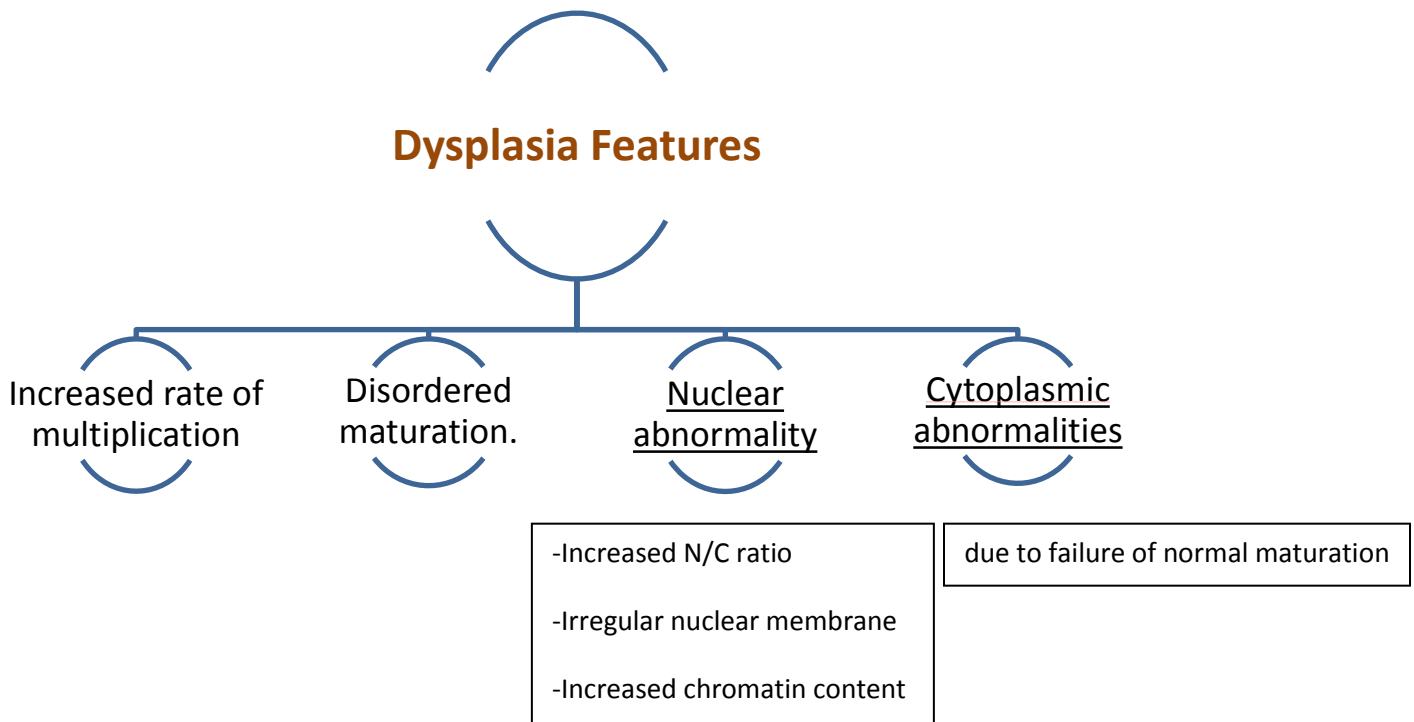 Dysplasia Features
Increased rate of
multiplication
Disordered
maturation.
Nuclear
abnormality
Cytoplasmic
abnormalities
-Increased N/C ratio
-Irregular nuclear membrane
-Increased chromatin content
due to failure of normal maturation